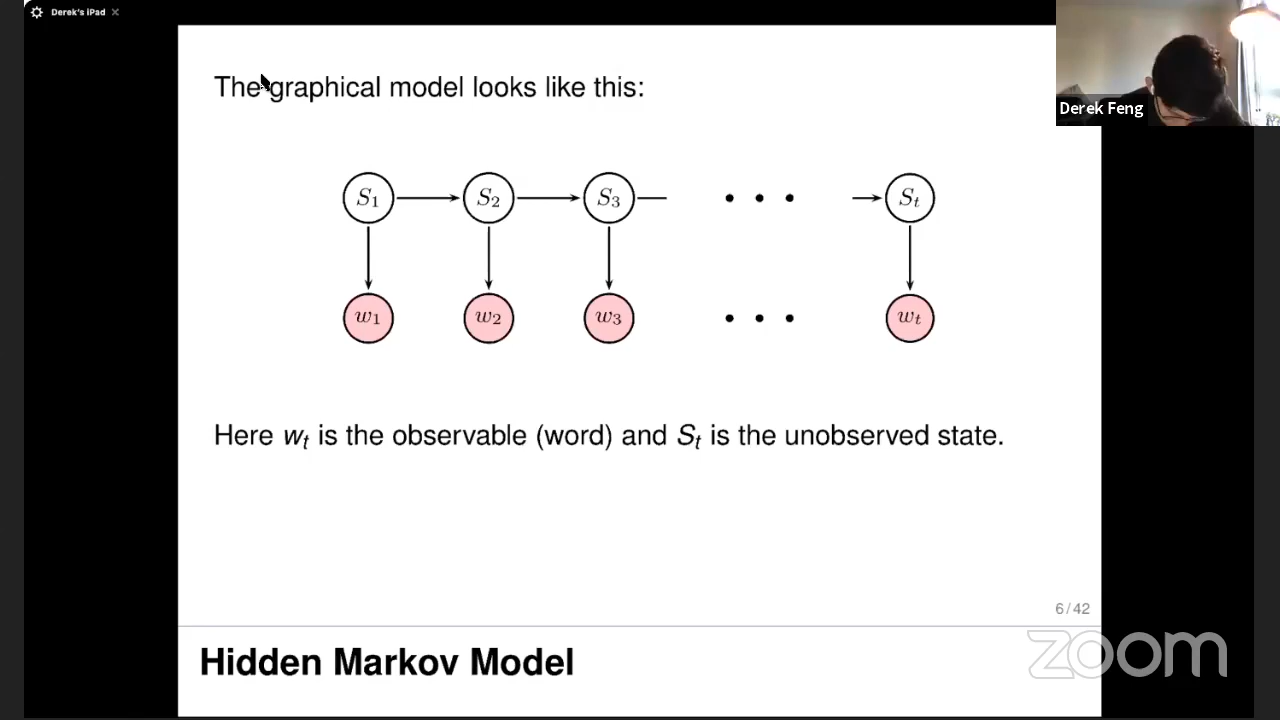 Derek's iPad
The graphical model looks like this:
Derek Feng
S₁ S₂ S₃ • • • Sₜ
w₁ w₂ w₃ • • • wₜ
Here wₜ is the observable (word) and Sₜ is the unobserved state.
6 / 42
Hidden Markov Model
zoom